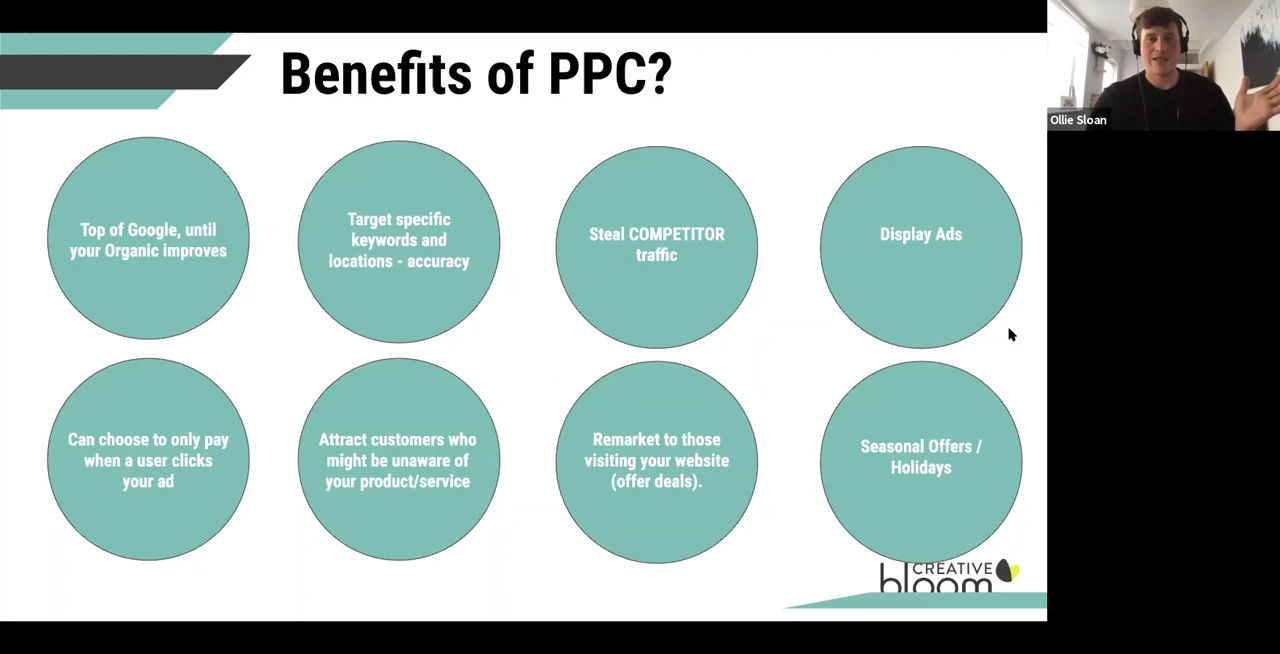 Benefits of PPC?
Ollie Sloan
Top of Google, until
your Organic improves
Target specific
keywords and
locations - accuracy
Steal COMPETITOR
traffic
Display Ads
Can choose to only pay
when a user clicks
your ad
Attract customers who
might be unaware of
your product/service
Remarket to those
visiting your website
(offer deals).
Seasonal Offers /
Holidays
CREATIVE
bloom